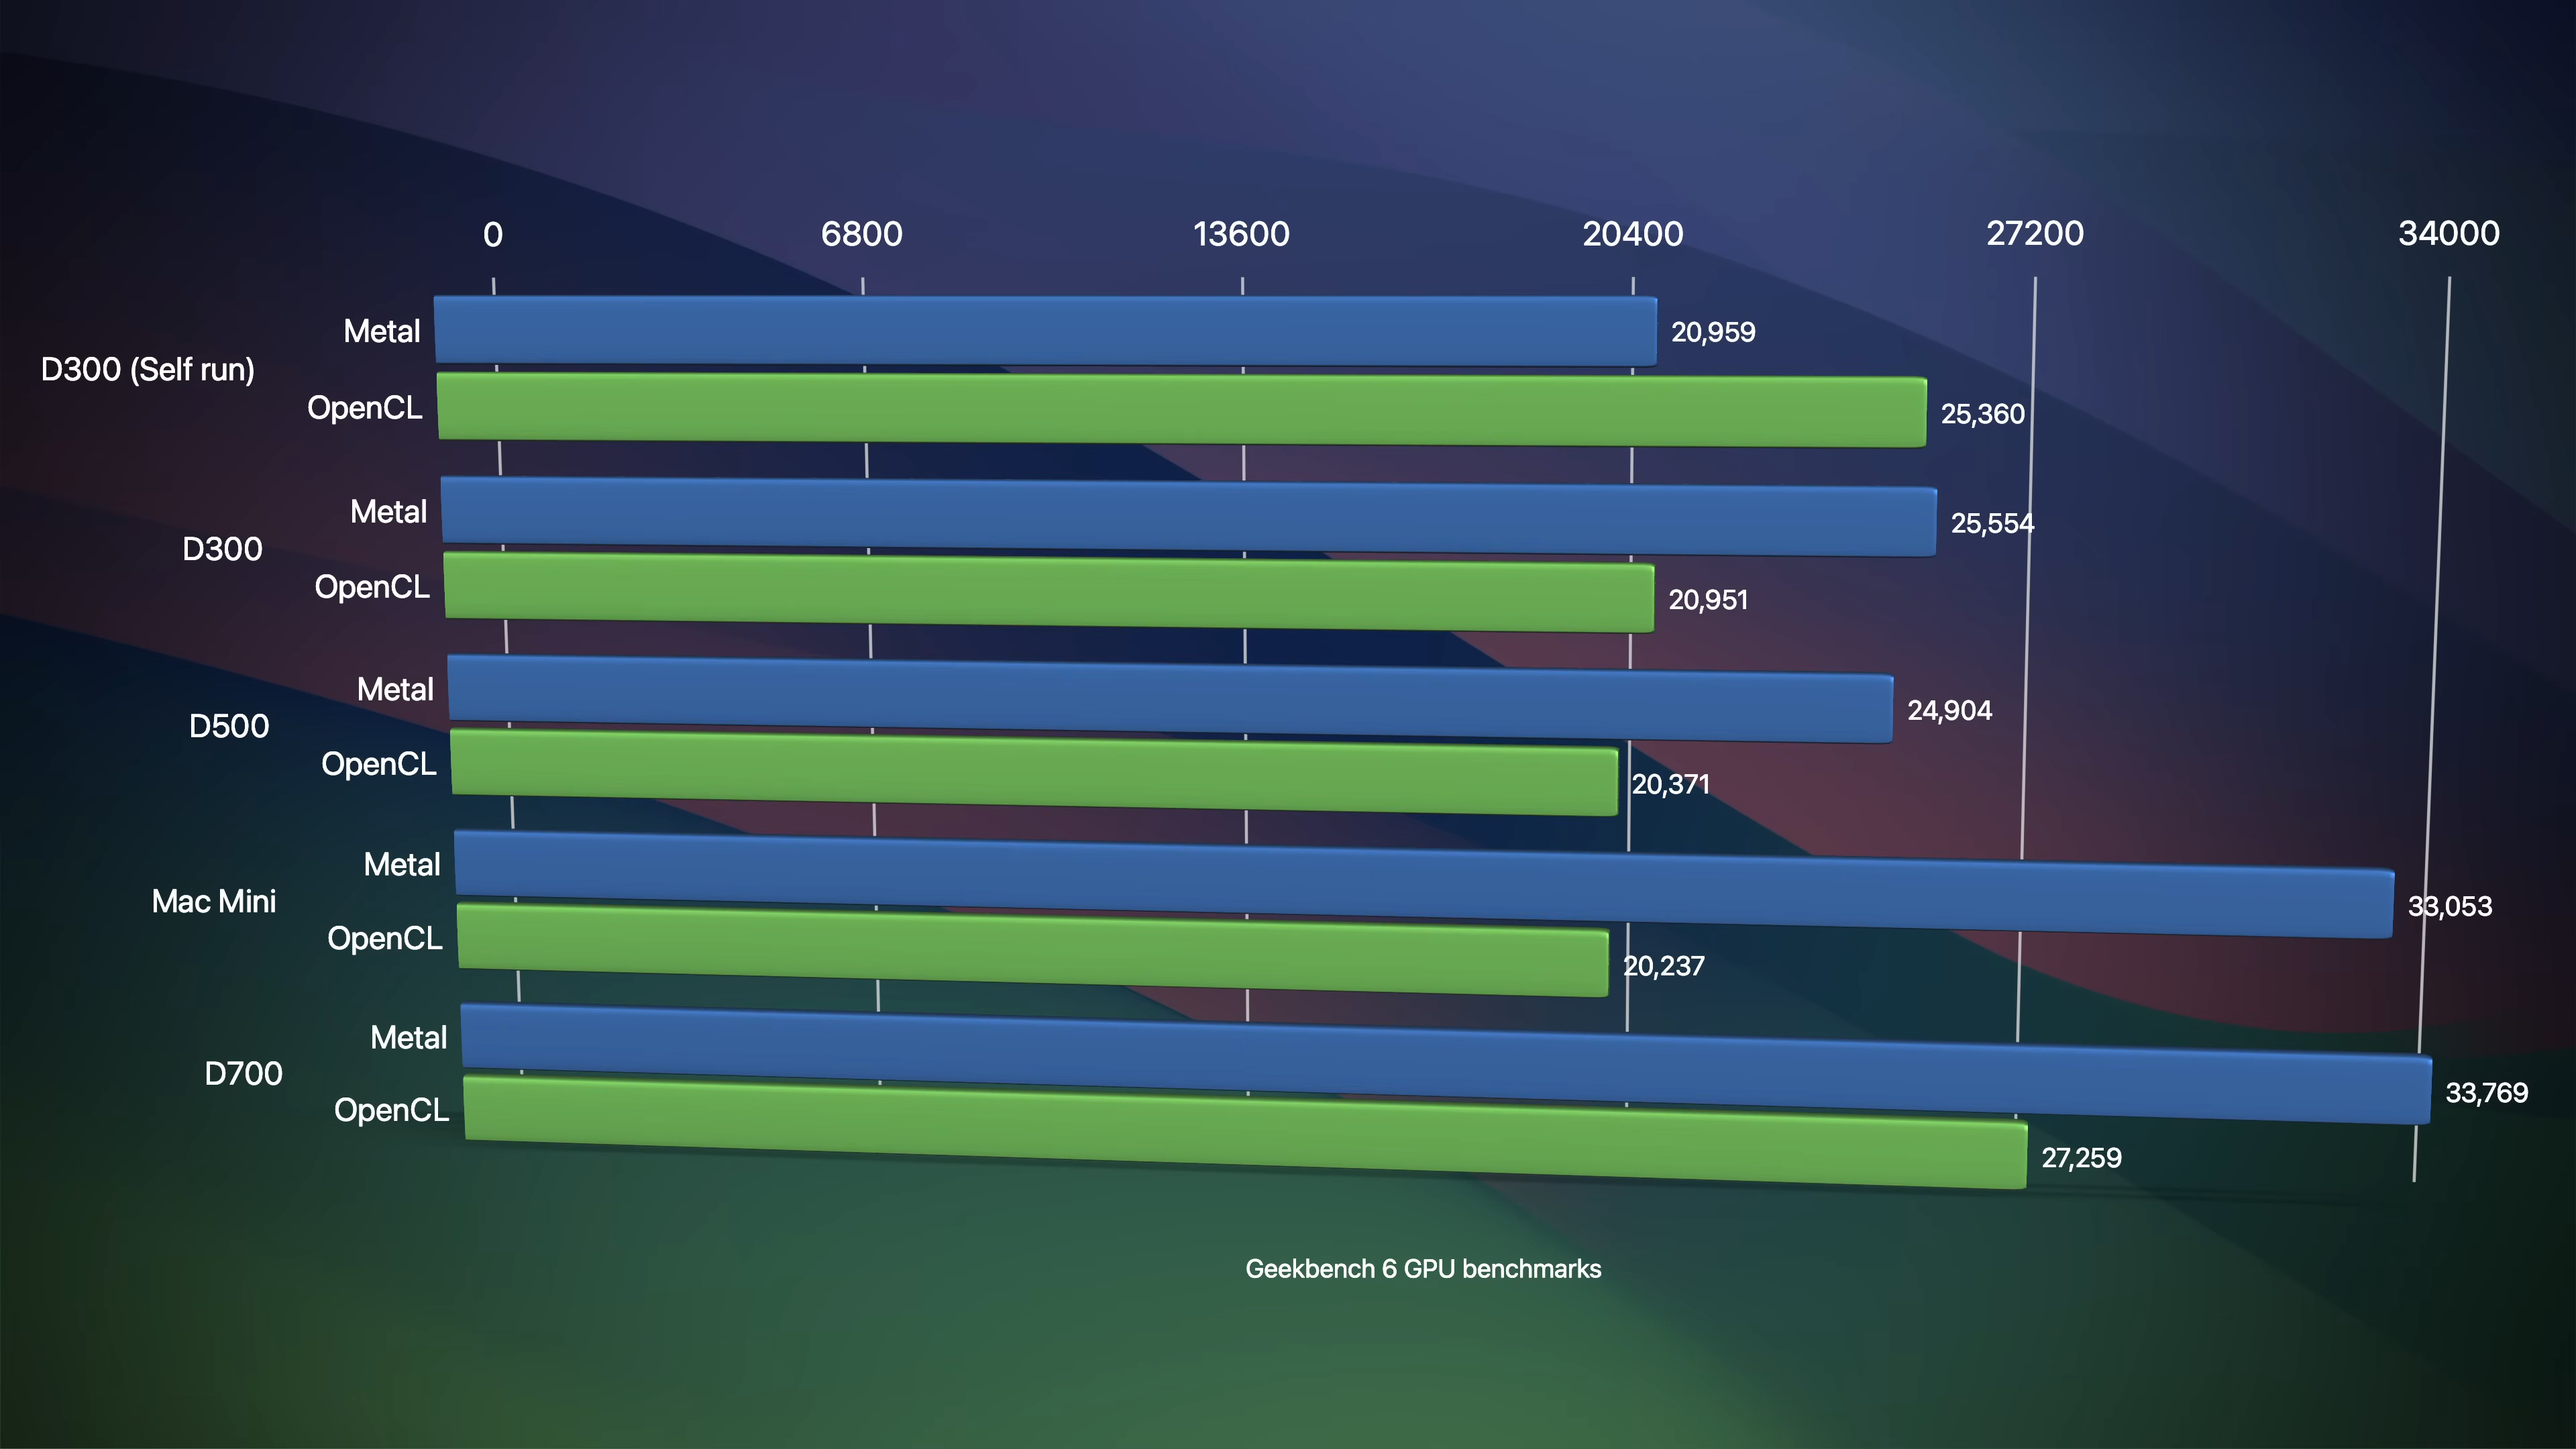 0 6800 13600 20400 27200 34000
Metal 20,959
D300 (Self run)
OpenCL 25,360
Metal 25,554
D300
OpenCL 20,951
Metal 24,904
D500
OpenCL 20,371
Metal 33,053
Mac Mini
OpenCL 20,237
Metal 33,769
D700
OpenCL 27,259
Geekbench 6 GPU benchmarks